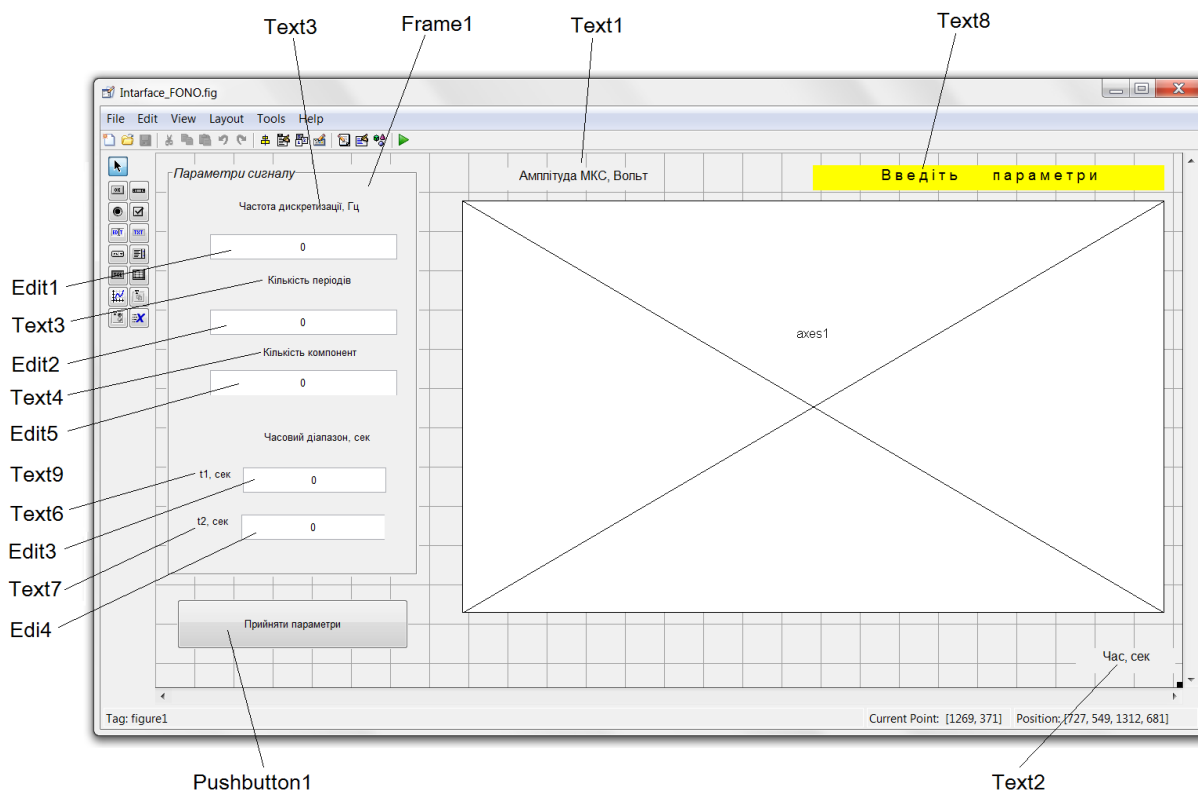 Text3 Frame1 Text1 Text8
Intarface_FONO.fig
File Edit View Layout Tools Help
Параметри сигналу
Амппітуда МКС, Вольт
Введіть параметри
Частота дискретизації, Гц
0
Edit1
Кількість періодів
Text3
0
Edit2
axes1
Кількість компонент
Text4
0
Edit5
Часовий діапазон, сек
Text9
t1, сек
0
Text6
t2, сек
0
Edit3
Text7
Edi4
Прийняти параметри
Час, сек
Tag: figure1
Current Point: [1269, 371] Position: [727, 549, 1312, 681]
Pushbutton1 Text2